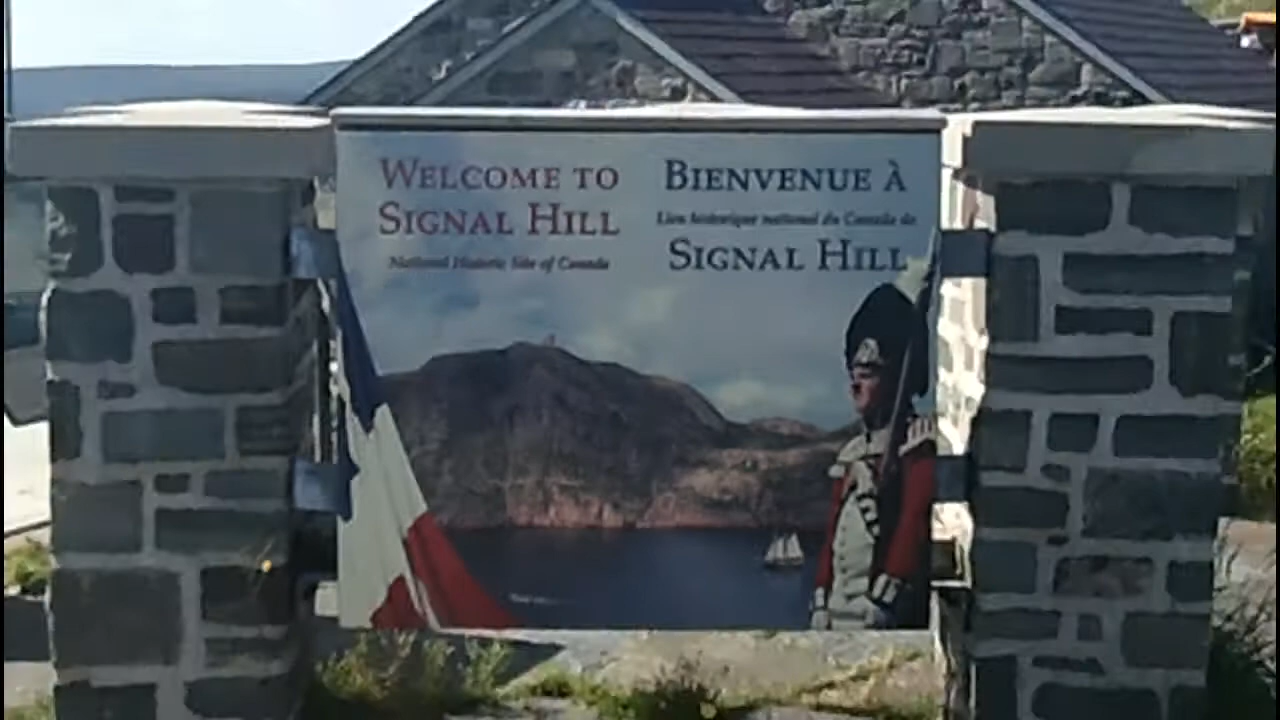 WELCOME TO
SIGNAL HILL
National Historic Site of Canada
BIENVENUE À
Lieu historique national du Canada de
SIGNAL HILL